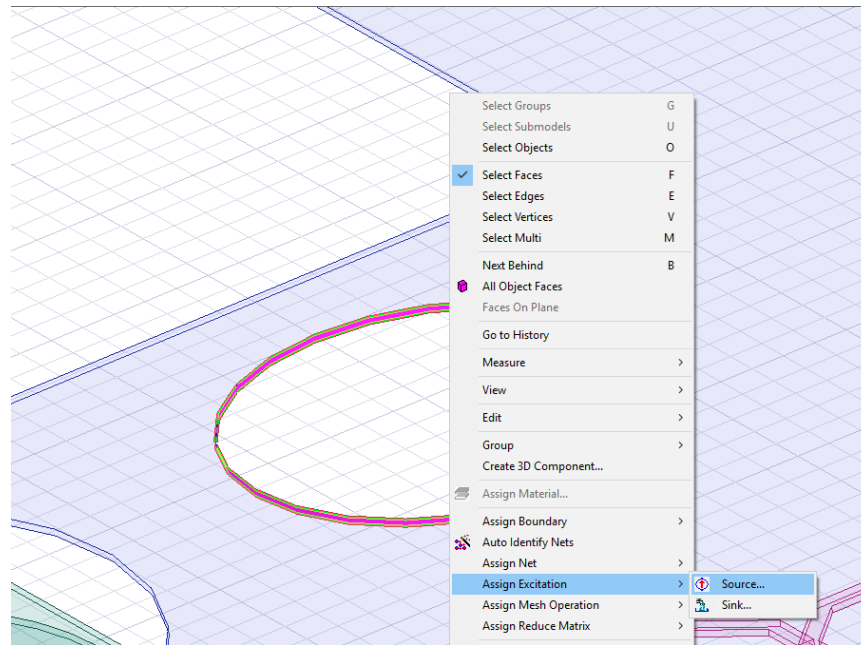 Select Groups G
Select Submodels U
Select Objects O
Select Faces F
Select Edges E
Select Vertices V
Select Multi M
Next Behind B
All Object Faces
Faces On Plane
Go to History
Measure
View
Edit
Group
Create 3D Component...
Assign Material...
Assign Boundary
Auto Identify Nets
Assign Net
Assign Excitation
Source...
Assign Mesh Operation
Sink...
Assign Reduce Matrix